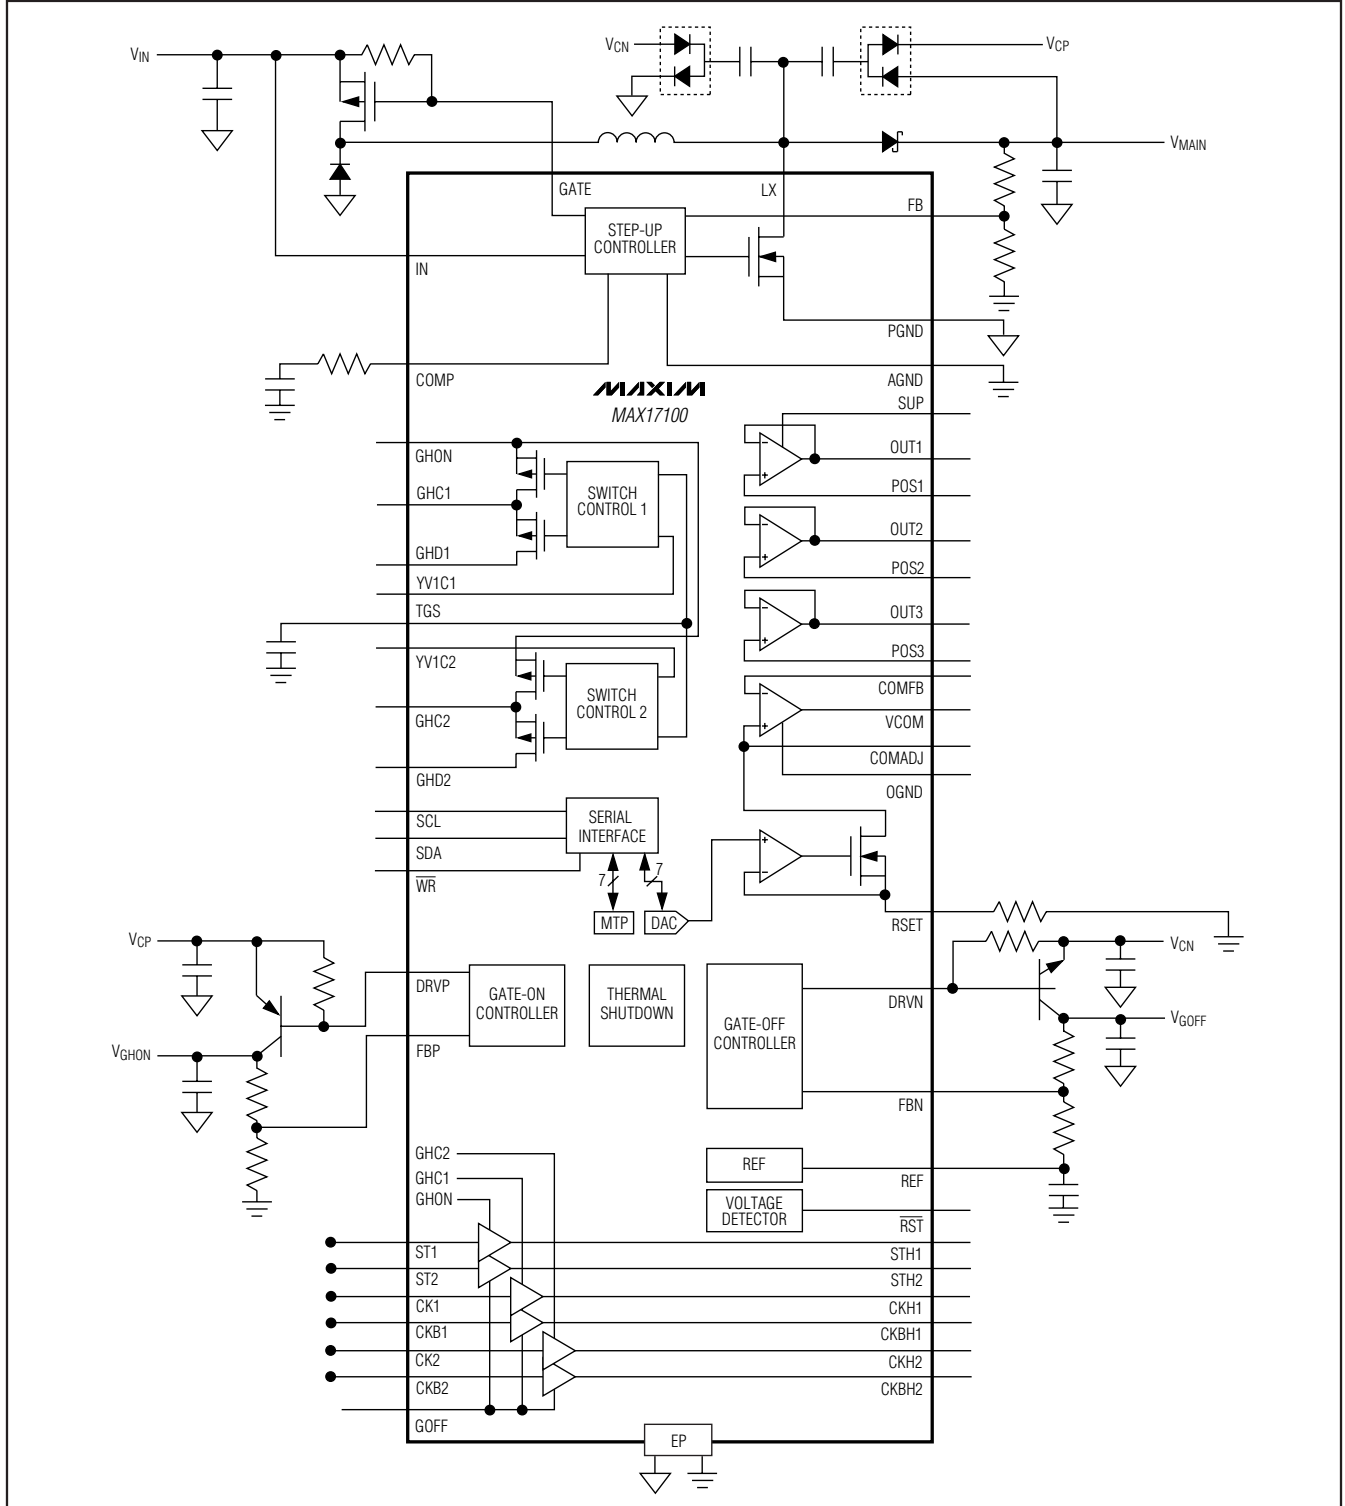 VIN
VCN
VCP
VMAIN
GATE
LX
FB
STEP-UP
CONTROLLER
IN
PGND
COMP
AGND
MAXIM
MAX17100
SUP
GHON
OUT1
GHC1
SWITCH
CONTROL 1
POS1
OUT2
GHD1
POS2
YV1C1
TGS
OUT3
POS3
YV1C2
COMFB
SWITCH
CONTROL 2
GHC2
VCOM
COMADJ
GHD2
OGND
SCL
SERIAL
INTERFACE
SDA
WR
7
7
MTP
DAC
RSET
VCP
VCN
DRVP
GATE-ON
CONTROLLER
THERMAL
SHUTDOWN
GATE-OFF
CONTROLLER
DRVN
VGOFF
VGHON
FBP
FBN
GHC2
REF
REF
GHC1
GHON
VOLTAGE
DETECTOR
RST
ST1
STH1
ST2
STH2
CK1
CKH1
CKB1
CKBH1
CK2
CKH2
CKB2
CKBH2
GOFF
EP